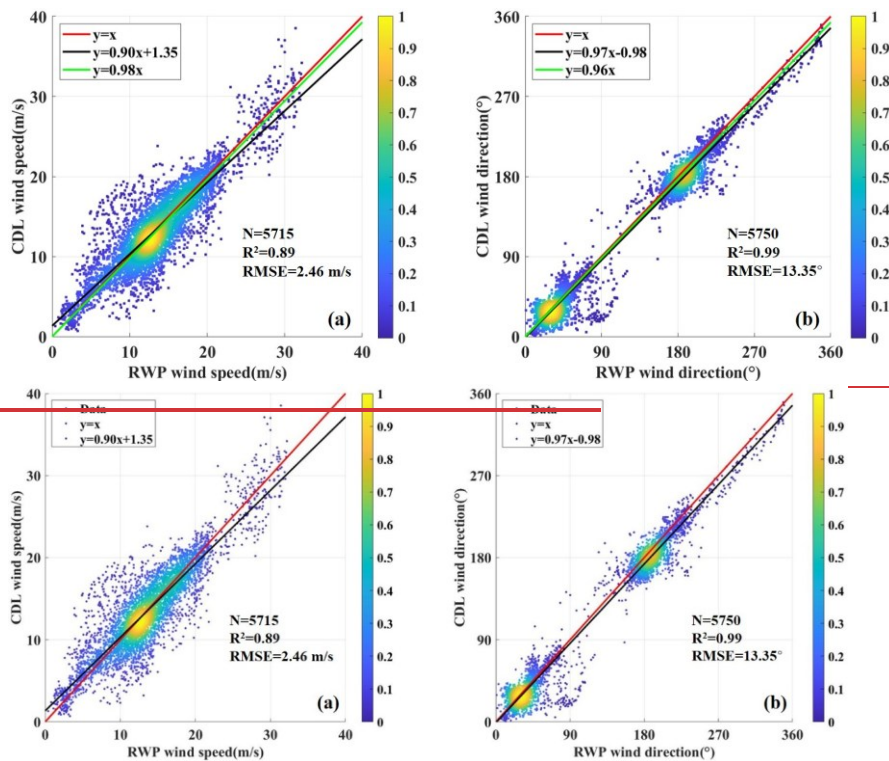 y=x
y=0.90x+1.35
y=0.98x
N=5715
R²=0.89
RMSE=2.46 m/s
(a)
CDL wind speed(m/s)
40
30
20
10
0
0 10 20 30 40
RWP wind speed(m/s)
1
0.9
0.8
0.7
0.6
0.5
0.4
0.3
0.2
0.1
0
y=x
y=0.97x-0.98
y=0.96x
N=5750
R²=0.99
RMSE=13.35°
(b)
CDL wind direction(°)
360
270
180
90
0
0 90 180 270 360
RWP wind direction(°)
1
0.9
0.8
0.7
0.6
0.5
0.4
0.3
0.2
0.1
0
Data
y=x
y=0.90x+1.35
N=5715
R²=0.89
RMSE=2.46 m/s
(a)
CDL wind speed(m/s)
40
30
20
10
0
0 10 20 30 40
RWP wind speed(m/s)
1
0.9
0.8
0.7
0.6
0.5
0.4
0.3
0.2
0.1
0
Data
y=x
y=0.97x-0.98
N=5750
R²=0.99
RMSE=13.35°
(b)
CDL wind direction(°)
360
270
180
90
0
0 90 180 270 360
RWP wind direction(°)
1
0.9
0.8
0.7
0.6
0.5
0.4
0.3
0.2
0.1
0